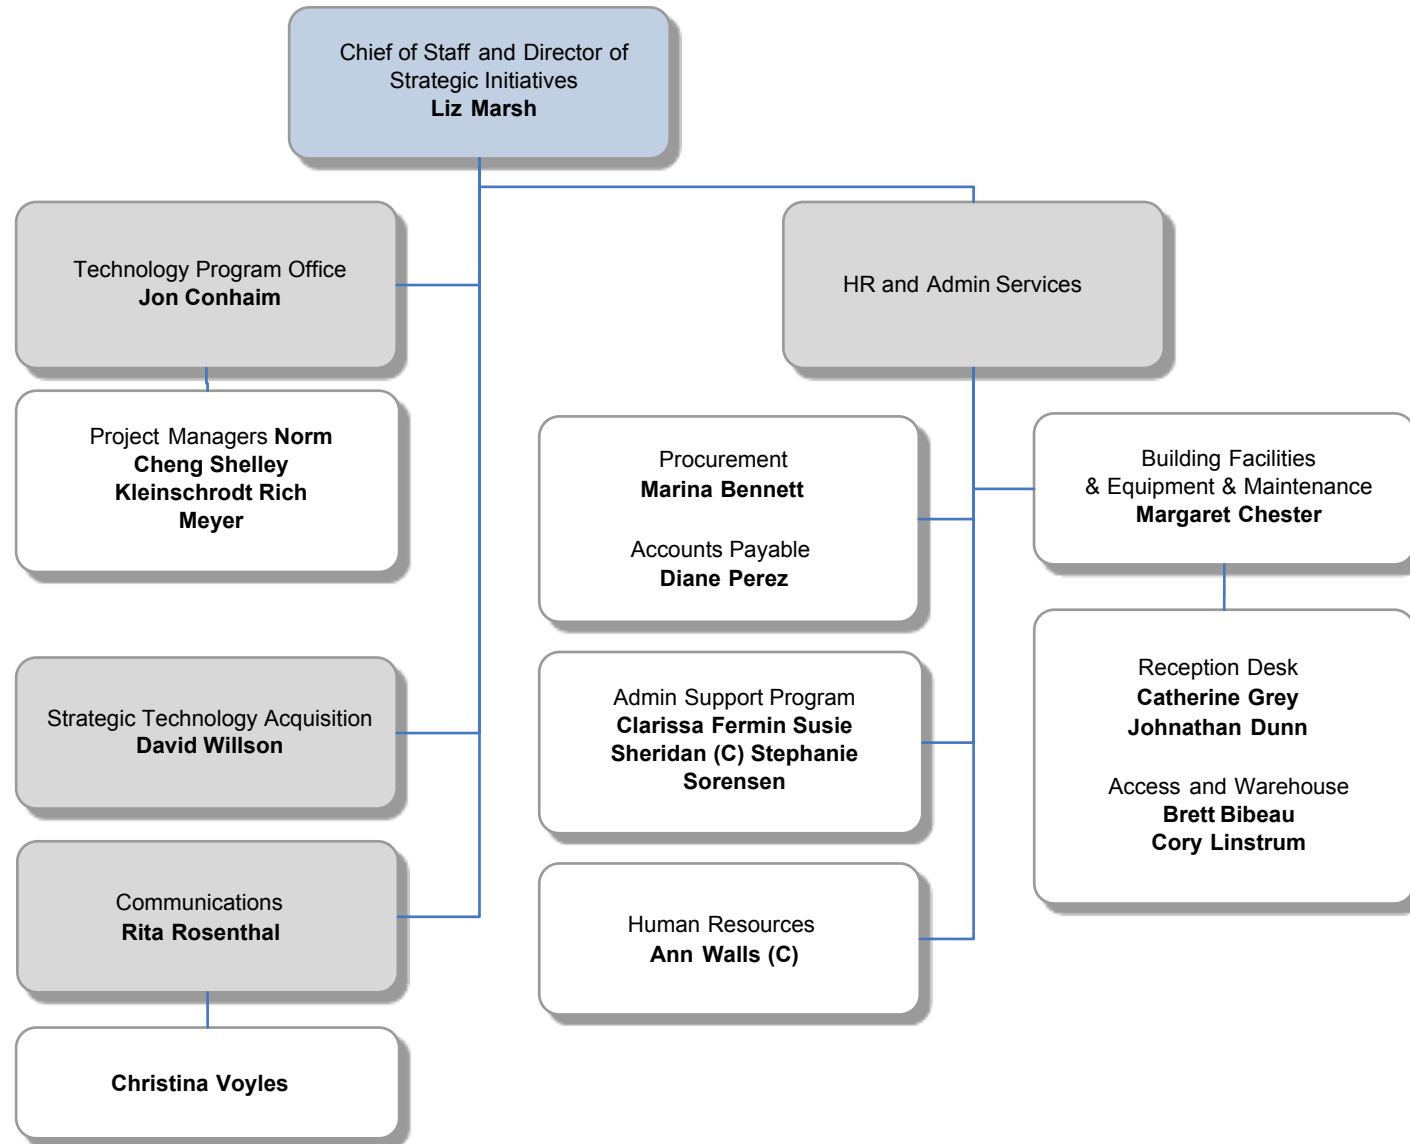 Chief of Staff and Director of
Strategic Initiatives
Liz Marsh
Technology Program Office
Jon Conhaim
HR and Admin Services
Project Managers Norm
Cheng Shelley
Kleinschrodt Rich
Meyer
Procurement
Marina Bennett
Accounts Payable
Diane Perez
Building Facilities
& Equipment & Maintenance
Margaret Chester
Strategic Technology Acquisition
David Willson
Admin Support Program
Clarissa Fermin Susie
Sheridan (C) Stephanie
Sorensen
Reception Desk
Catherine Grey
Johnathan Dunn
Access and Warehouse
Brett Bibeau
Cory Linstrum
Communications
Rita Rosenthal
Human Resources
Ann Walls (C)
Christina Voyles